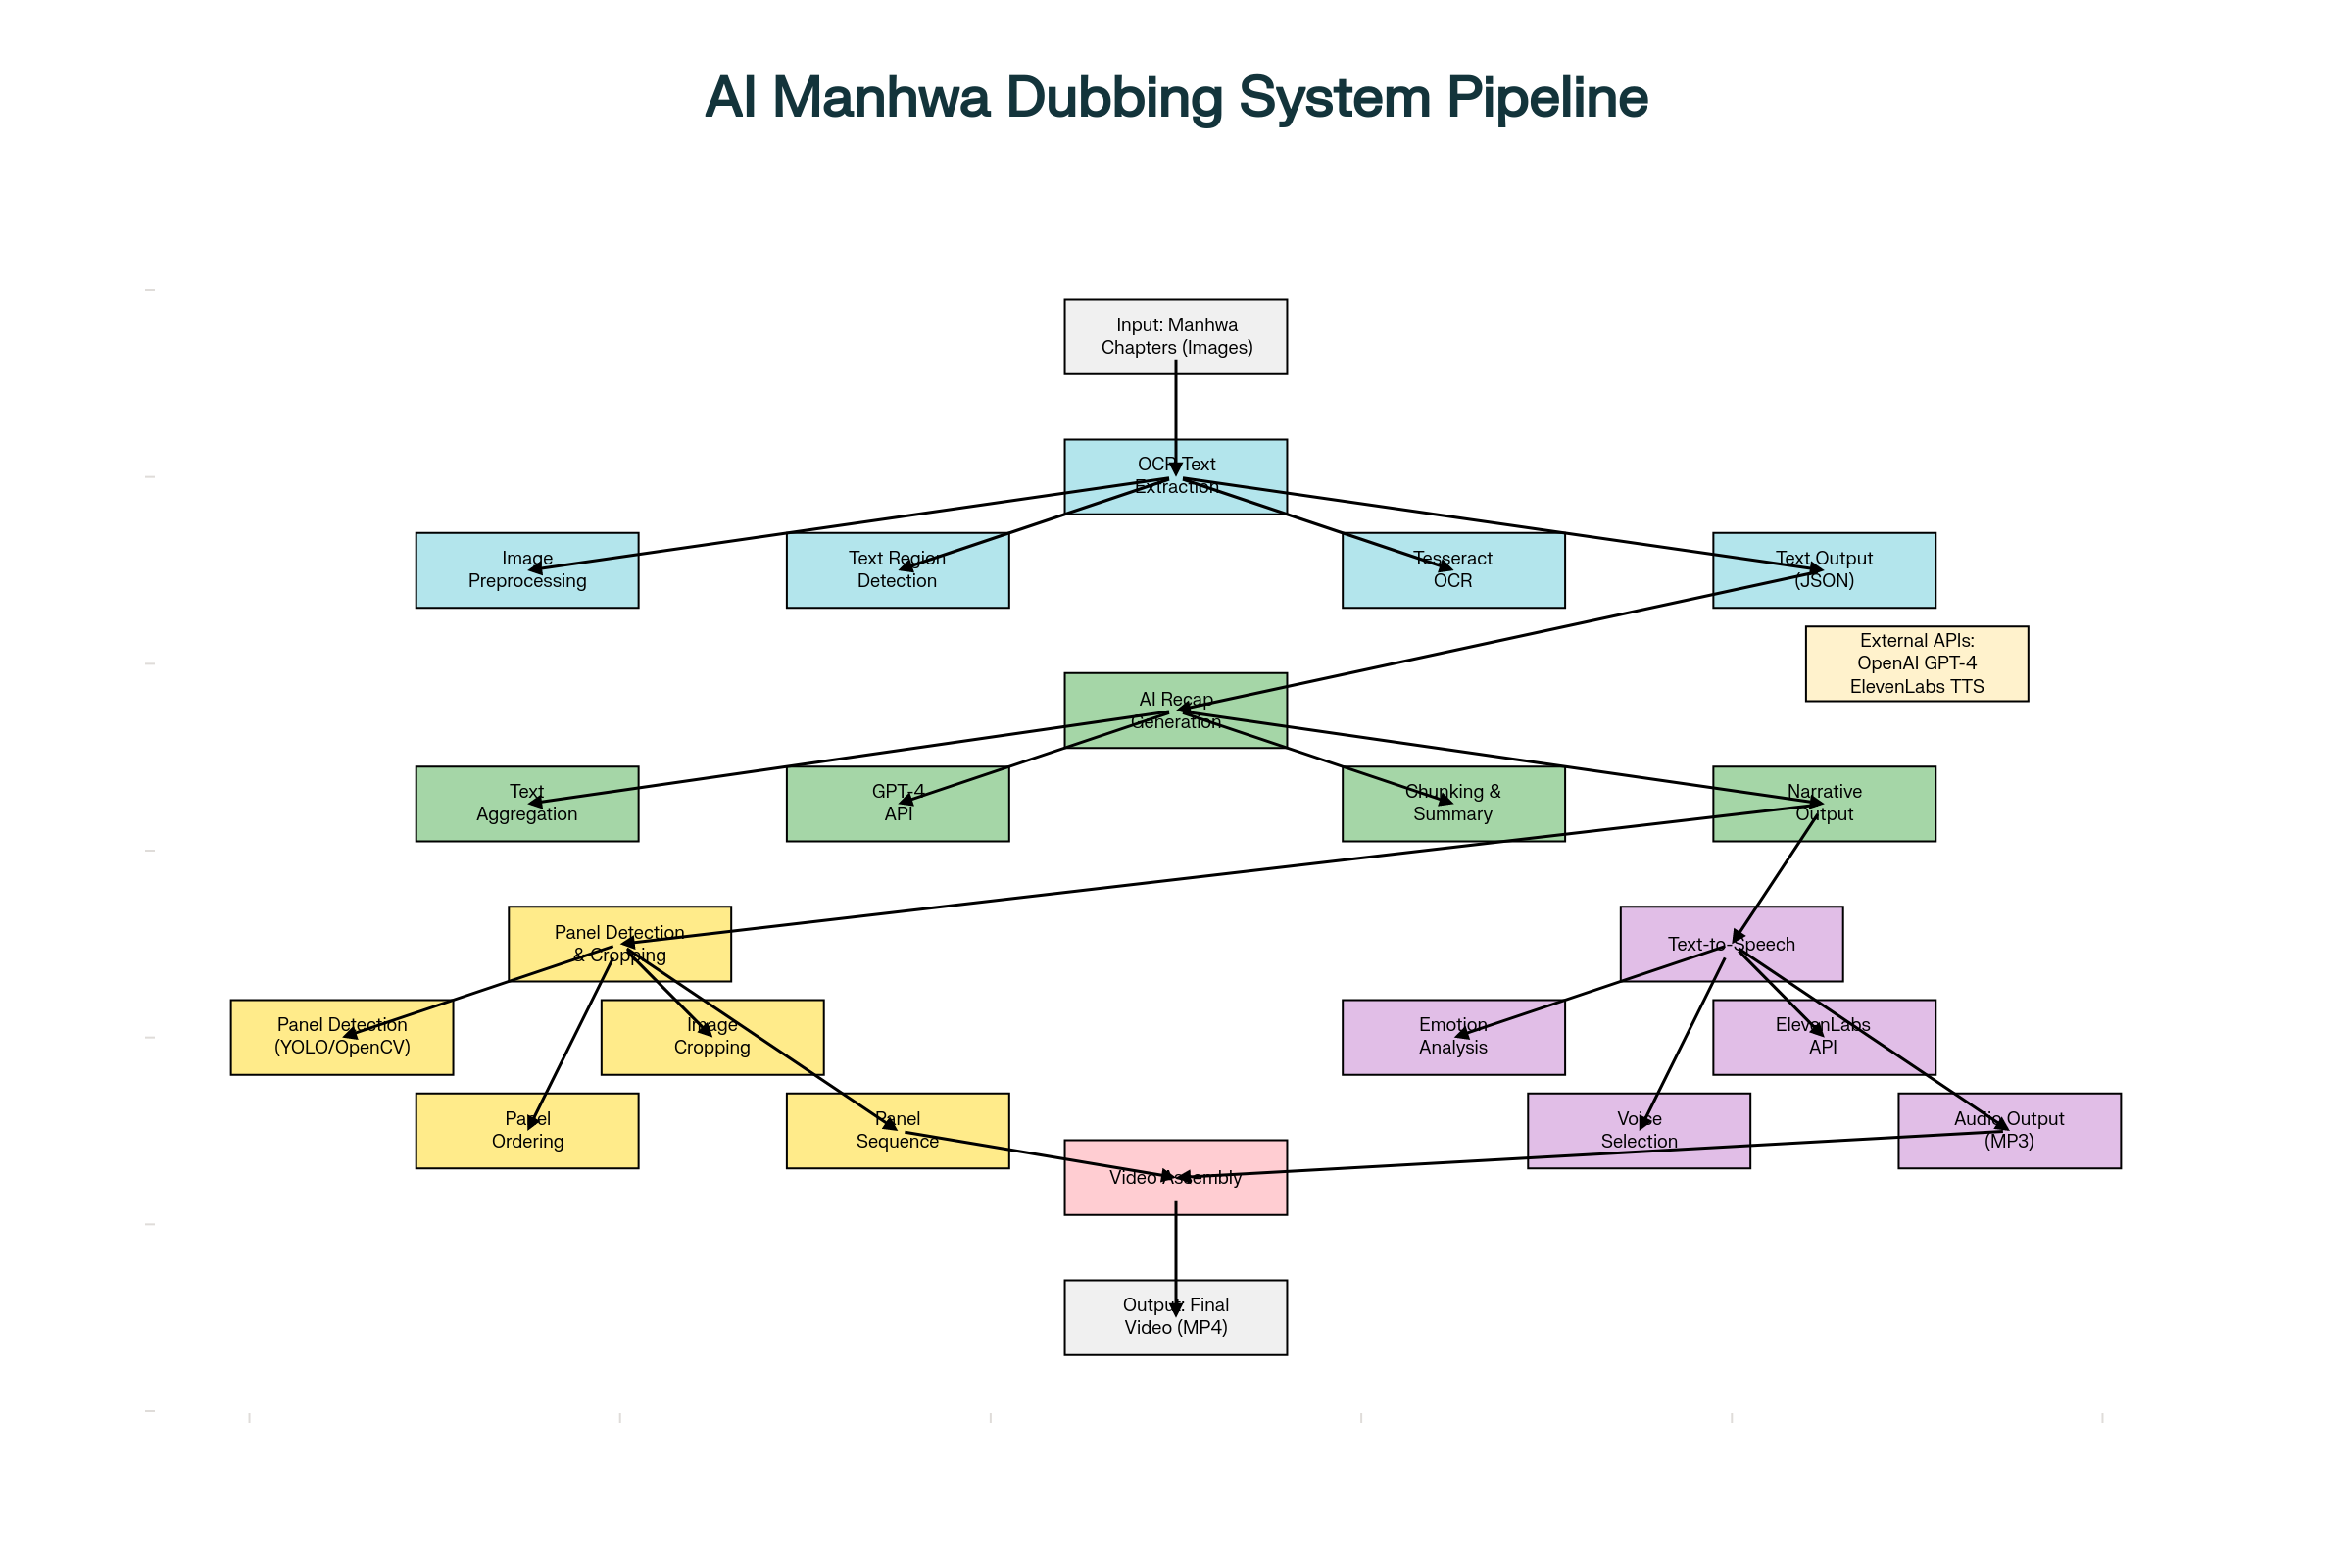 AI Manhwa Dubbing System Pipeline
Input: Manhwa
Chapters (Images)
OCR Text
Extraction
Image
Preprocessing
Text Region
Detection
Tesseract
OCR
Text Output
(JSON)
External APIs:
OpenAI GPT-4
ElevenLabs TTS
AI Recap
Generation
Text
Aggregation
GPT-4
API
Chunking &
Summary
Narrative
Output
Panel Detection
& Cropping
Text-to-Speech
Panel Detection
(YOLO/OpenCV)
Image
Cropping
Emotion
Analysis
ElevenLabs
API
Panel
Ordering
Panel
Sequence
Voice
Selection
Audio Output
(MP3)
Video Assembly
Output: Final
Video (MP4)